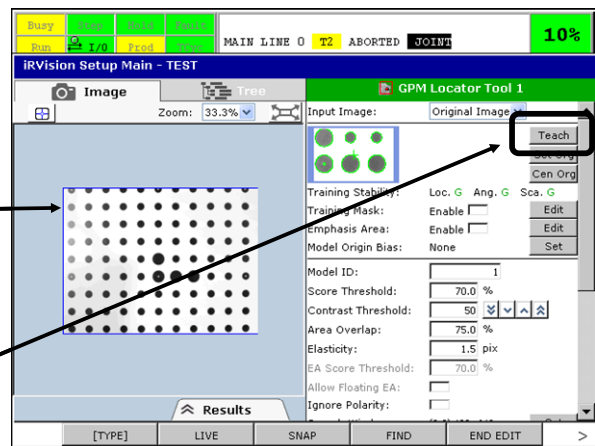 Busy Step Hold Fault
Run I/O Prod TCyc
MAIN LINE 0 T2 ABORTED JOINT
10%
iRVision Setup Main - TEST
Image Tree
Zoom: 33.3%
GPM Locator Tool 1
Input Image: Original Image
Teach
Set Org
Cen Org
Training Stability: Loc. G Ang. G Sca. G
Training Mask: Enable Edit
Emphasis Area: Enable Edit
Model Origin Bias: None Set
Model ID: 1
Score Threshold: 70.0 %
Contrast Threshold: 50
Area Overlap: 75.0 %
Elasticity: 1.5 pix
EA Score Threshold: 70.0 %
Allow Floating EA:
Ignore Polarity:
Results
[TYPE] LIVE SNAP FIND END EDIT >